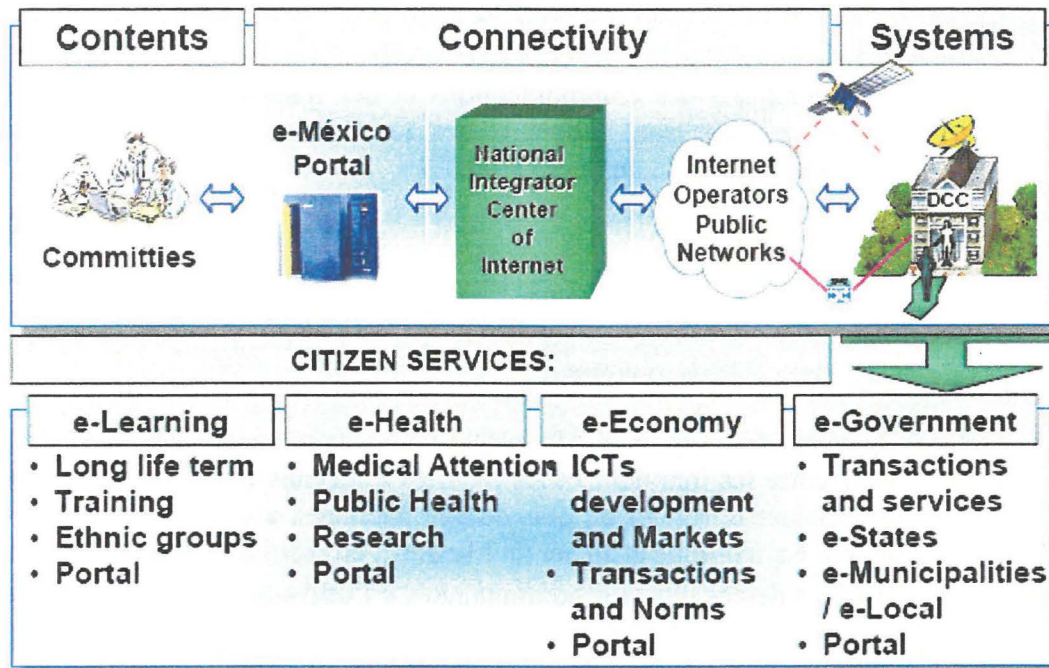 Contents
Connectivity
Systems
e-México
Portal
Committies
National
Integrator
Center
of
Internet
Internet
Operators
Public
Networks
DCC
CITIZEN SERVICES:
e-Learning
• Long life term
• Training
• Ethnic groups
• Portal
e-Health
• Medical Attention
• Public Health
• Research
• Portal
e-Economy
• ICTs
development
and Markets
• Transactions
and Norms
• Portal
e-Government
• Transactions
and services
• e-States
• e-Municipalities
/ e-Local
• Portal